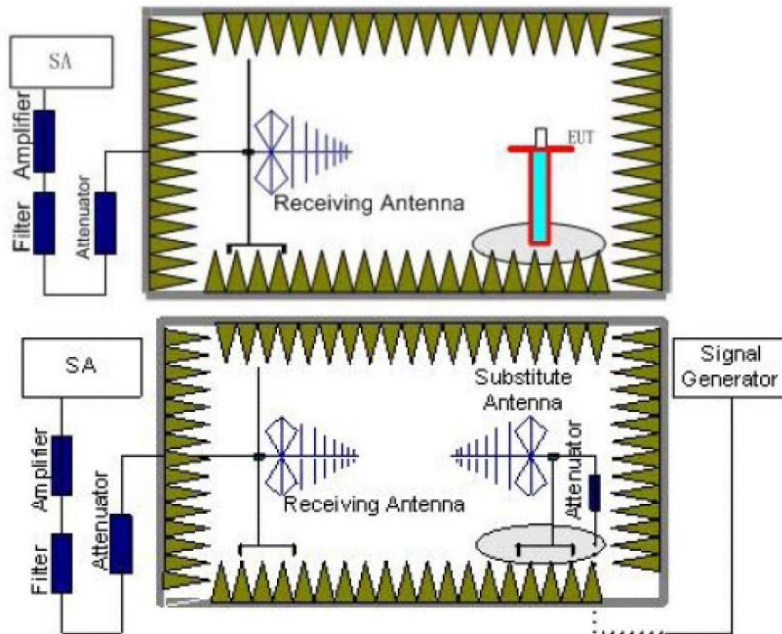 SA
Amplifier
Filter
Attenuator
EUT
Receiving Antenna
SA
Amplifier
Filter
Attenuator
Receiving Antenna
Substitute
Antenna
Attenuator
Signal
Generator